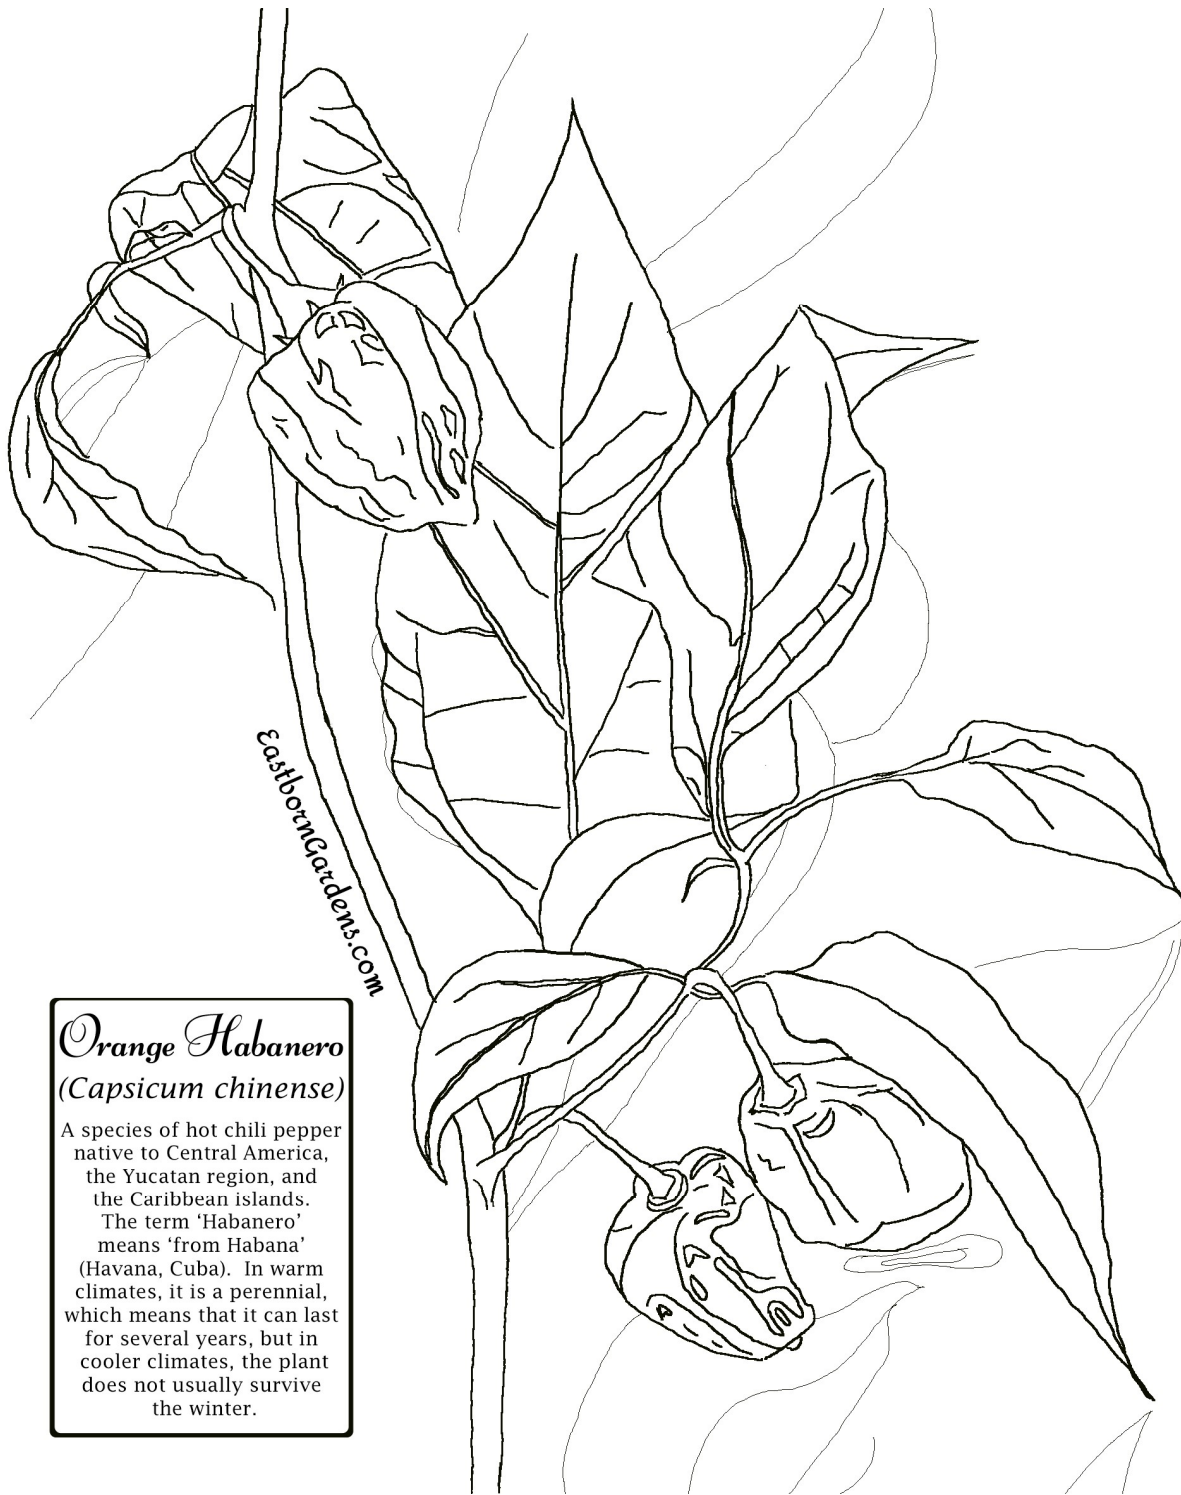 EastbornGardens.com
Orange Habanero
(Capsicum chinense)
A species of hot chili pepper
native to Central America,
the Yucatan region, and
the Caribbean islands.
The term ‘Habanero’
means ‘from Habana’
(Havana, Cuba).  In warm
climates, it is a perennial,
which means that it can last
for several years, but in
cooler climates, the plant
does not usually survive
the winter.